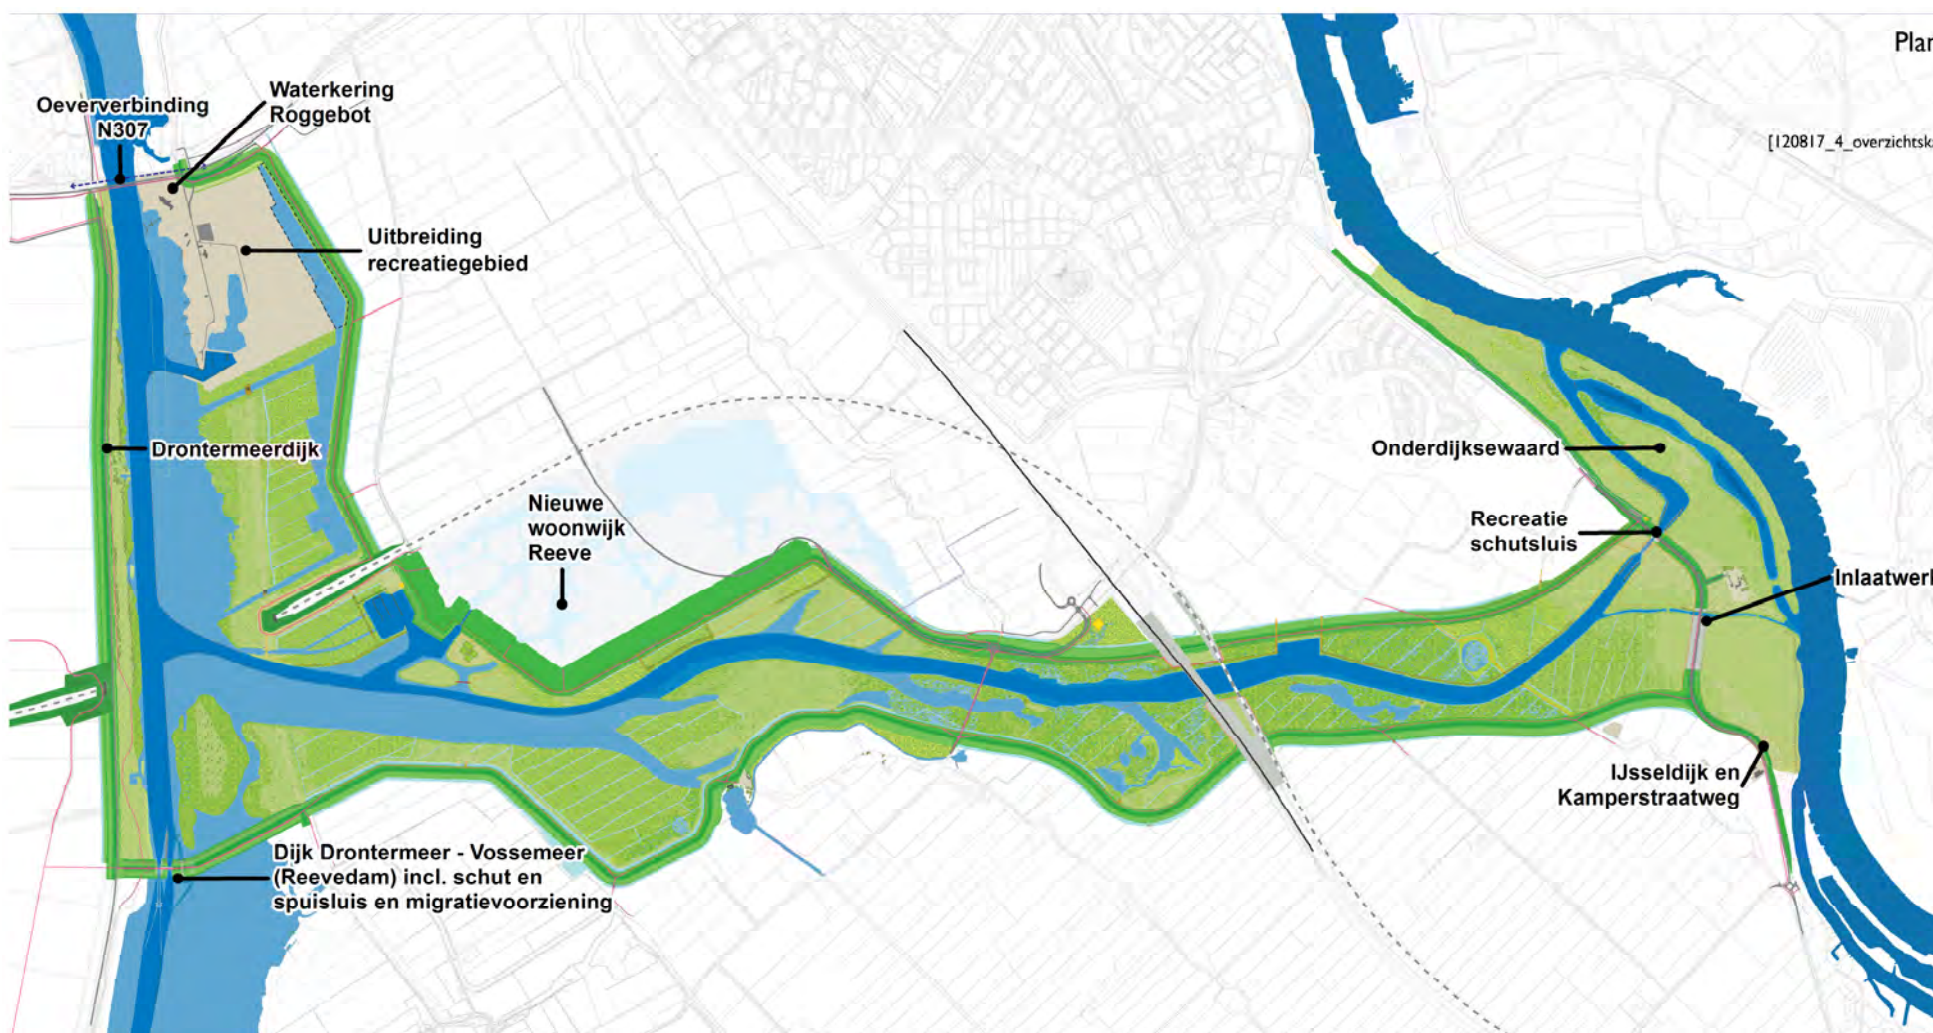 Plan
[120817_4_overzichtska
Waterkering
Roggebot
Oeververbinding
N307
Uitbreiding
recreatiegebied
Drontermeerdijk
Nieuwe
woonwijk
Reeve
Onderdijksewaard
Recreatie
schutsluis
Inlaatwerk
IJsseldijk en
Kamperstraatweg
Dijk Drontermeer - Vossemeer
(Reevedam) incl. schut en
spuisluis en migratievoorziening